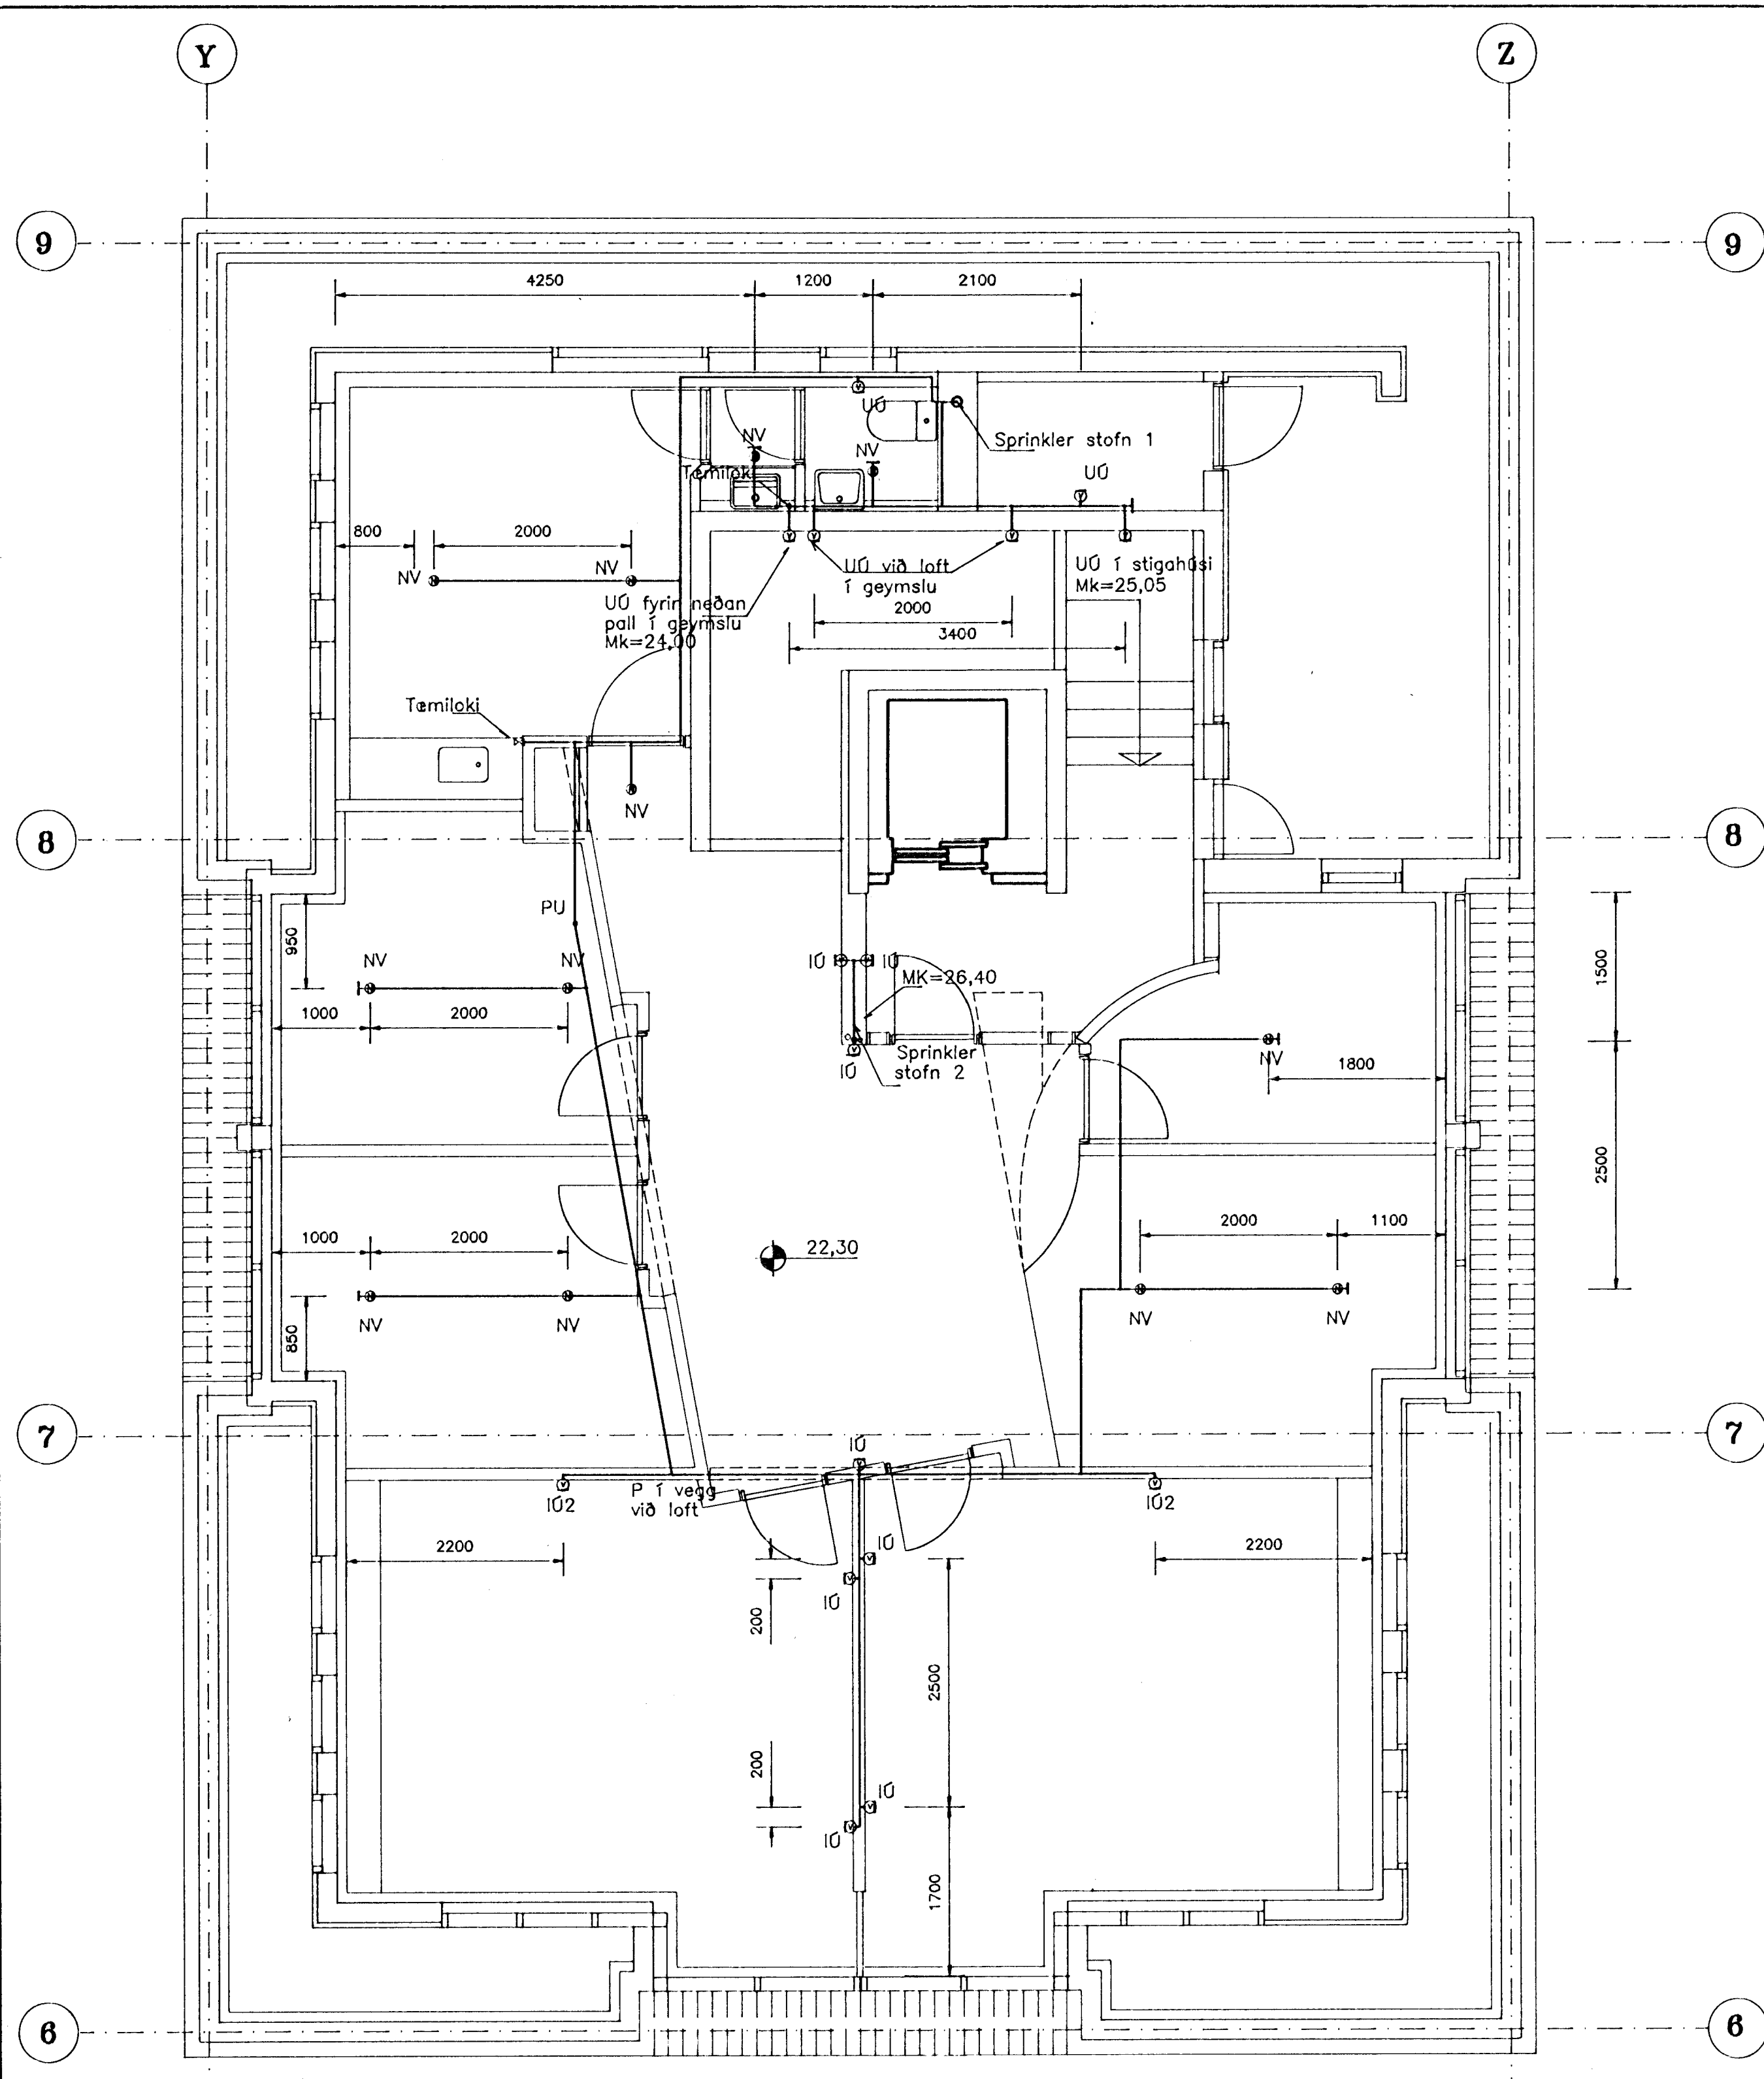 Y
Z
9
9
4250
1200
2100
UÚ
NV
NV
Sprinkler stofn 1
Tæmiloki
UÚ
800
2000
NV
NV
UÚ fyrir neðan
pall í geymslu
Mk=24,00
UÚ við loft
í geymslu
UÚ í stigahúsi
Mk=25,05
2000
3400
Tæmiloki
NV
8
8
PU
950
NV
NV
1000
2000
IÚ
IÚ
MK=26,40
Sprinkler
stofn 2
IÚ
NV
1800
1500
2500
1000
2000
22,30
2000
1100
NV
NV
NV
NV
850
7
7
IÚ
IÚ2
P í vegg
við loft
IÚ2
2200
2200
IÚ
IÚ
200
2500
200
IÚ
IÚ
1700
6
6